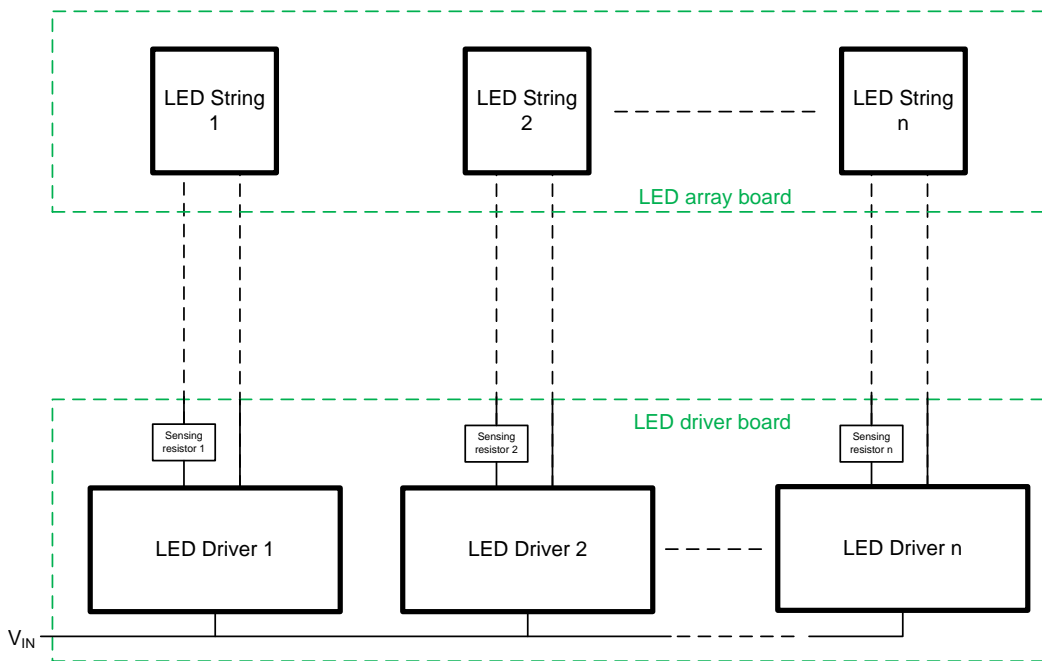 LED String
1
LED String
2
LED String
n
LED array board
LED driver board
Sensing
resistor 1
Sensing
resistor 2
Sensing
resistor n
LED Driver 1
LED Driver 2
LED Driver n
VIN